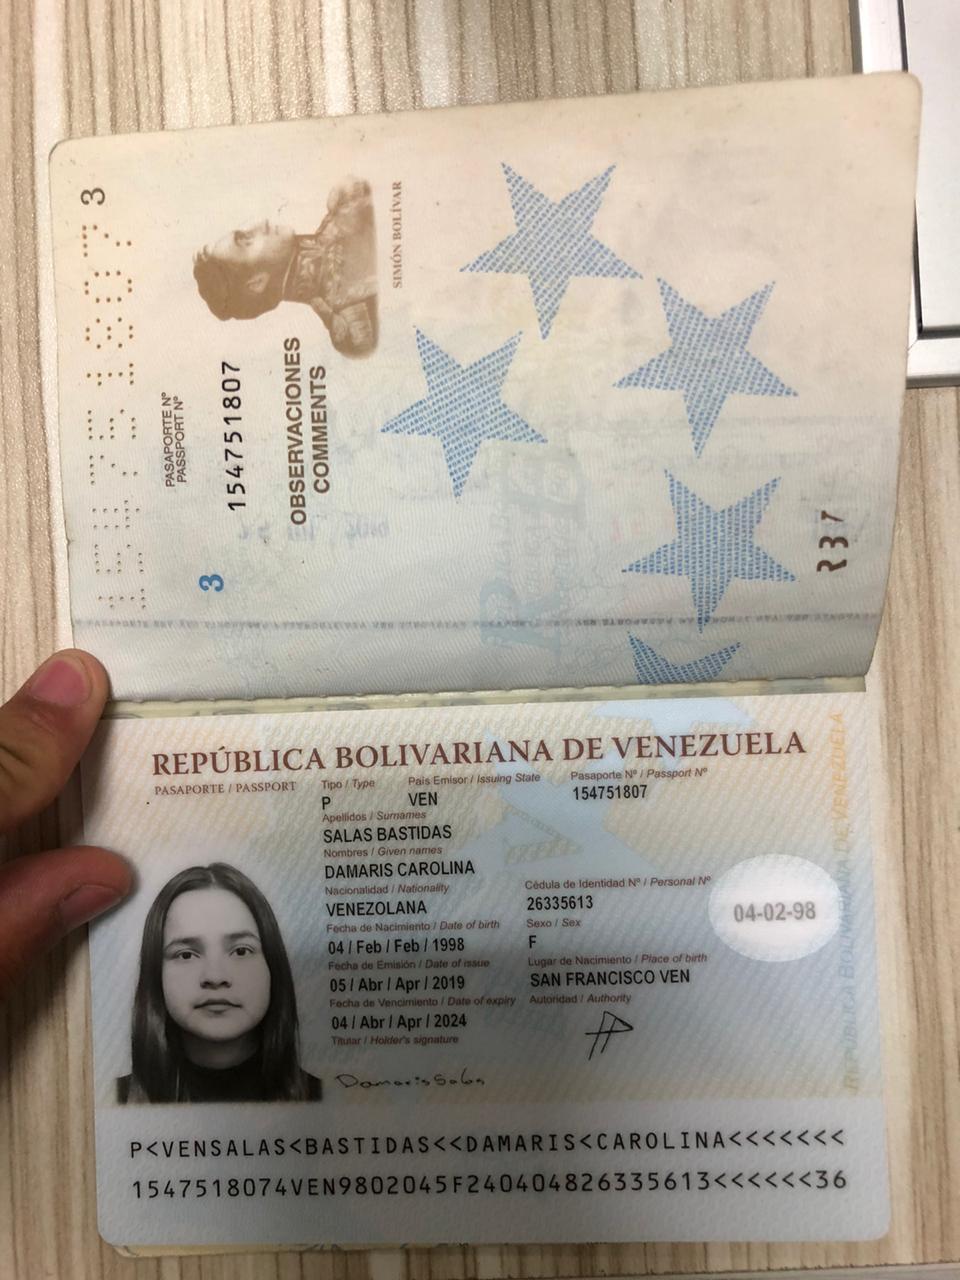 3
PASAPORTE Nº
PASSPORT Nº
154751807
3
OBSERVACIONES
COMMENTS
SIMÓN BOLÍVAR
R37
REPÚBLICA BOLIVARIANA DE VENEZUELA
PASAPORTE / PASSPORT
Tipo / Type
País Emisor / Issuing State
Pasaporte Nº / Passport Nº
P
VEN
154751807
Apellidos / Surnames
SALAS BASTIDAS
Nombres / Given names
DAMARIS CAROLINA
Nacionalidad / Nationality
Cédula de Identidad Nº / Personal Nº
VENEZOLANA
26335613
Fecha de Nacimiento / Date of birth
Sexo / Sex
04 / Feb / Feb / 1998
F
Fecha de Emisión / Date of issue
Lugar de Nacimiento / Place of birth
05 / Abr / Apr / 2019
SAN FRANCISCO VEN
Fecha de Vencimiento / Date of expiry
Autoridad / Authority
04 / Abr / Apr / 2024
Titular / Holder's signature
Damaris Salas
04-02-98
REPÚBLICA BOLIVARIANA DE VENEZUELA
P<VENSALAS<BASTIDAS<<DAMARIS<CAROLINA<<<<<<<
1547518074VEN9802045F240404826335613<<<<<<36